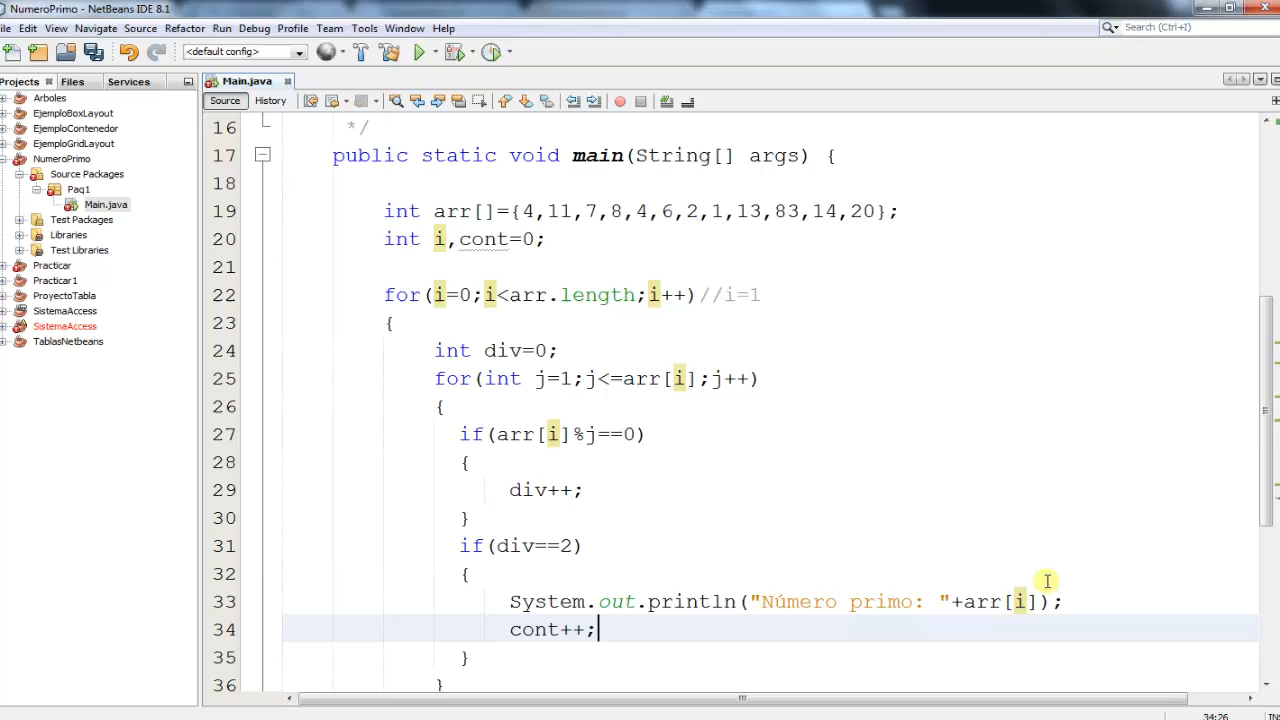 NumeroPrimo - NetBeans IDE 8.1
ile Edit View Navigate Source Refactor Run Debug Profile Team Tools Window Help
Search (Ctrl+I)
<default config>
Projects Files Services
Main.java
Source History
Arboles
EjemploBoxLayout
EjemploContenedor
EjemploGridLayout
NumeroPrimo
Source Packages
Paq1
Main.java
Test Packages
Libraries
Test Libraries
Practicar
Practicar1
ProyectoTabla
SistemaAccess
SistemaAccess
TablasNetbeans
16 */
17 public static void main(String[] args) {
18
19 int arr[]={4,11,7,8,4,6,2,1,13,83,14,20};
20 int i,cont=0;
21
22 for(i=0;i<arr.length;i++)//i=1
23 {
24 int div=0;
25 for(int j=1;j<=arr[i];j++)
26 {
27 if(arr[i]%j==0)
28 {
29 div++;
30 }
31 if(div==2)
32 {
33 System.out.println("Número primo: "+arr[i]);
34 cont++;
35 }
36 }
34:26 INS